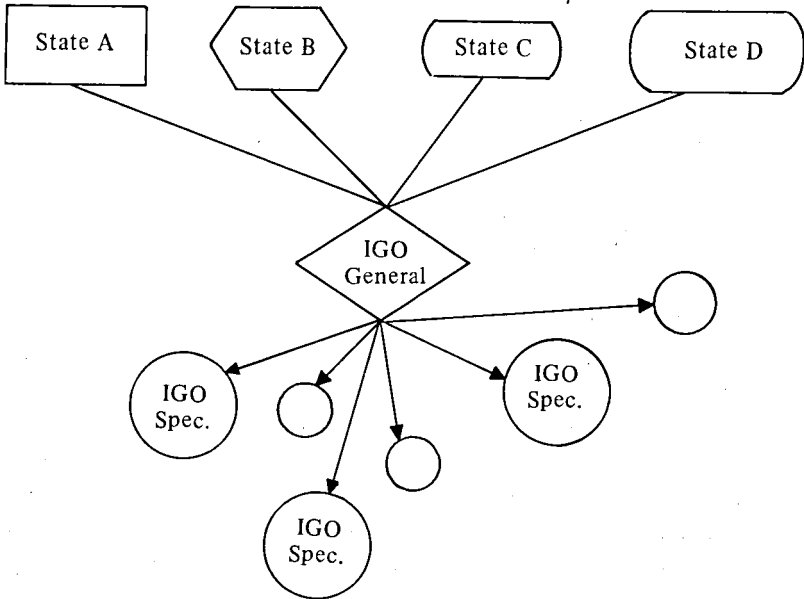 State A
State B
State C
State D
IGO
General
IGO
Spec.
IGO
Spec.
IGO
Spec.